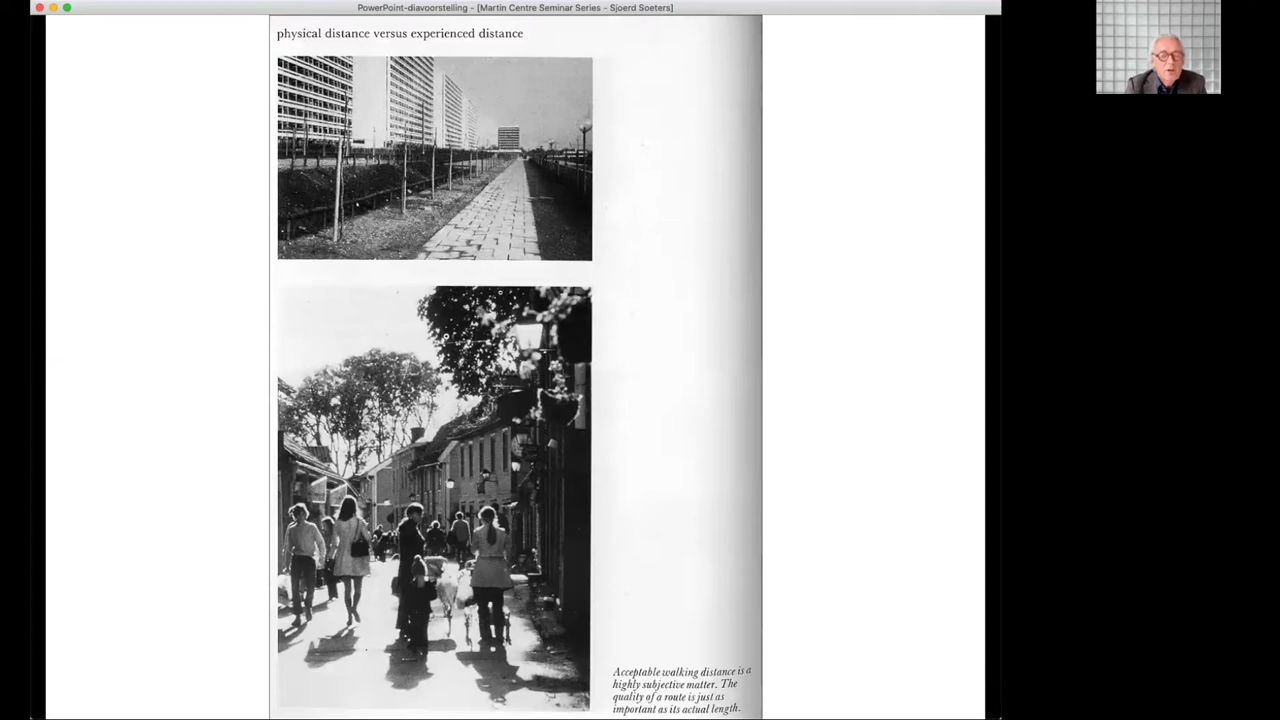 PowerPoint-diavoorstelling - [Martin Centre Seminar Series - Sjoerd Soeters]
physical distance versus experienced distance
Acceptable walking distance is a
highly subjective matter. The
quality of a route is just as
important as its actual length.